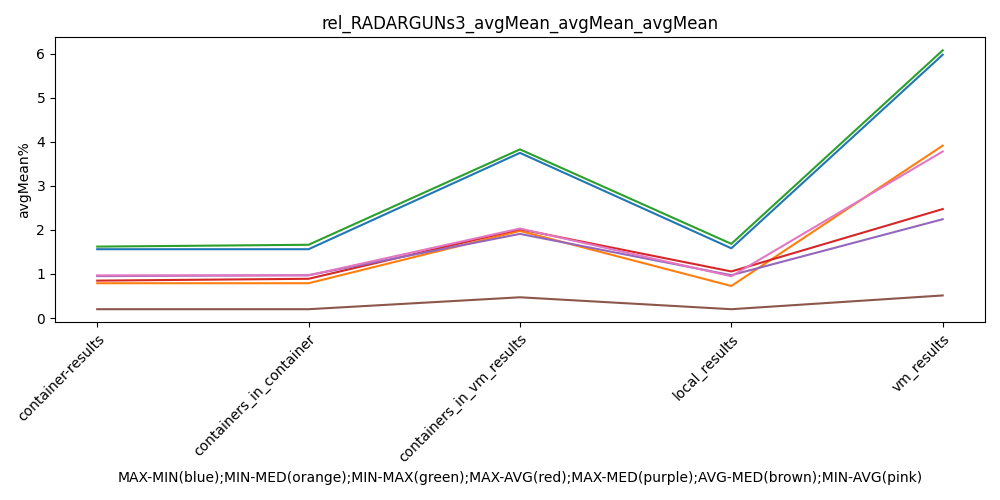 rel_RADARGUNs3_avgMean_avgMean_avgMean
avgMean%
6
5
4
3
2
1
0
container-results
containers_in_container
containers_in_vm_results
local_results
vm_results
MAX-MIN(blue);MIN-MED(orange);MIN-MAX(green);MAX-AVG(red);MAX-MED(purple);AVG-MED(brown);MIN-AVG(pink)